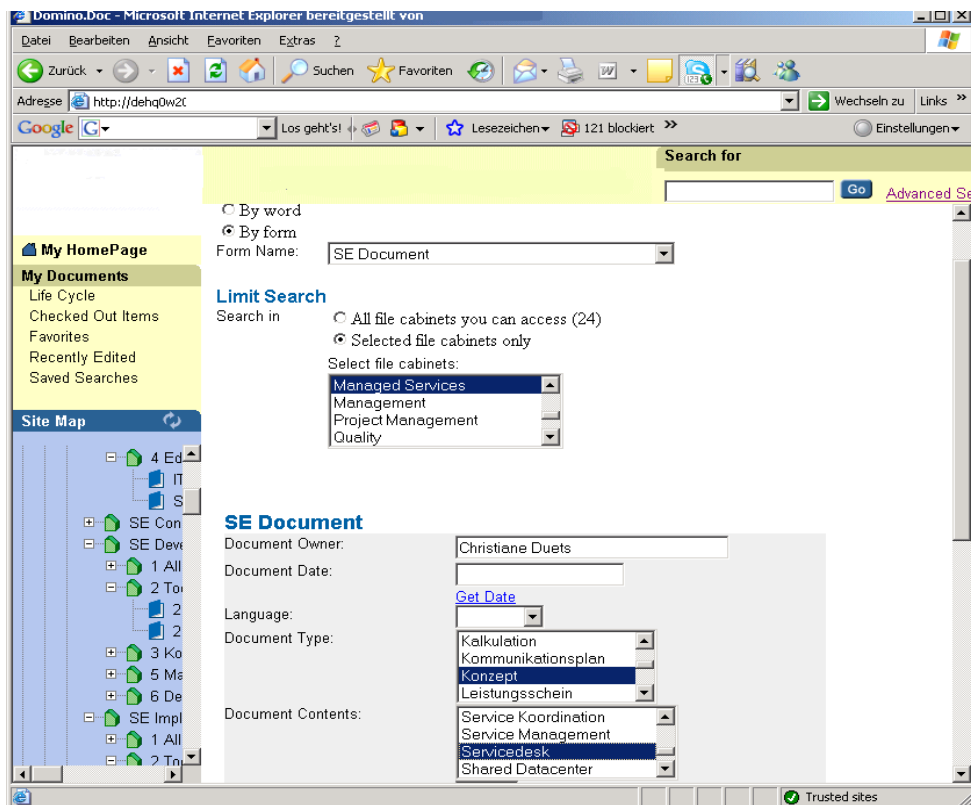 Domino.Doc - Microsoft Internet Explorer bereitgestellt von
Datei Bearbeiten Ansicht Favoriten Extras ?
Zurück Suchen Favoriten
Adresse http://dehq0w20 Wechseln zu Links »
Google G Los geht's! Lesezeichen 121 blockiert » Einstellungen
Search for
Go Advanced Se
My HomePage
My Documents
Life Cycle
Checked Out Items
Favorites
Recently Edited
Saved Searches
Site Map
4 Ed
IT
S
SE Con
SE Deve
1 All
2 To
2
2
3 Ko
5 Ma
6 De
SE Impl
1 All
2 To
By word
By form
Form Name: SE Document
Limit Search
Search in All file cabinets you can access (24)
Selected file cabinets only
Select file cabinets:
Managed Services
Management
Project Management
Quality
SE Document
Document Owner: Christiane Duets
Document Date:
Get Date
Language:
Document Type: Kalkulation
Kommunikationsplan
Konzept
Leistungsschein
Document Contents: Service Koordination
Service Management
Servicedesk
Shared Datacenter
Trusted sites